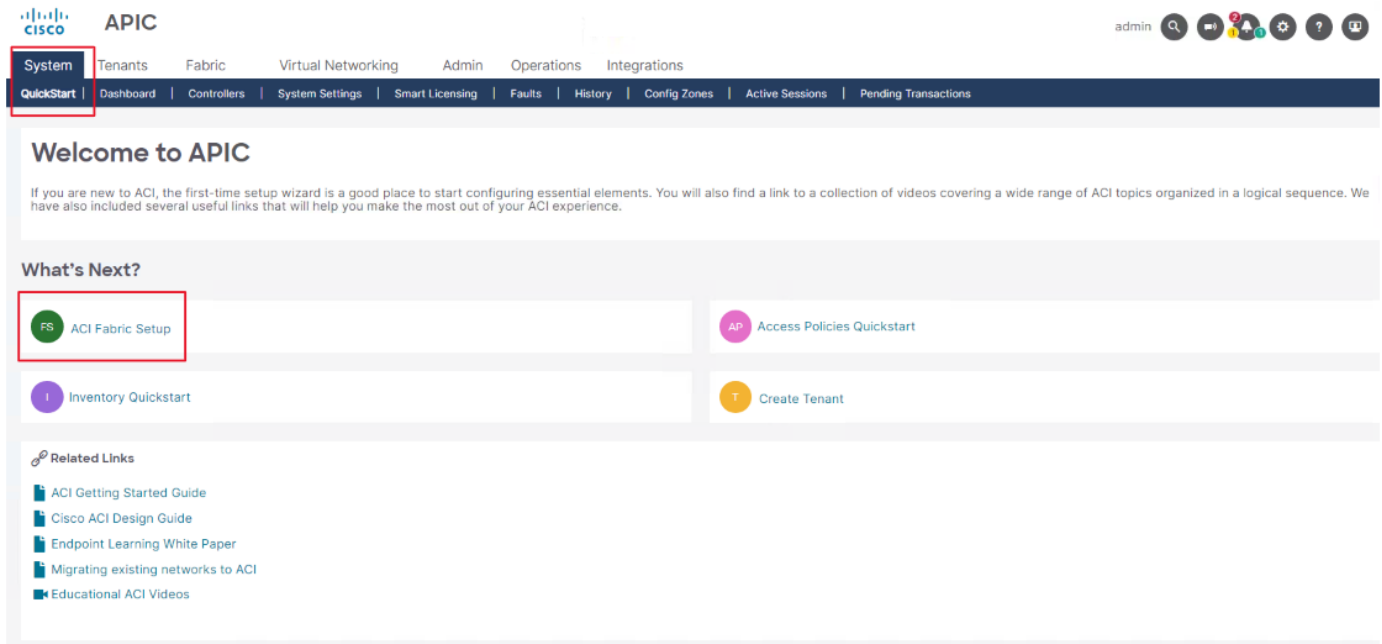 CISCO
APIC
admin
2
1
1
?
System Tenants Fabric Virtual Networking Admin Operations Integrations
QuickStart | Dashboard | Controllers | System Settings | Smart Licensing | Faults | History | Config Zones | Active Sessions | Pending Transactions
Welcome to APIC
If you are new to ACI, the first-time setup wizard is a good place to start configuring essential elements. You will also find a link to a collection of videos covering a wide range of ACI topics organized in a logical sequence. We
have also included several useful links that will help you make the most out of your ACI experience.
What's Next?
FS ACI Fabric Setup
AP Access Policies Quickstart
I Inventory Quickstart
T Create Tenant
Related Links
ACI Getting Started Guide
Cisco ACI Design Guide
Endpoint Learning White Paper
Migrating existing networks to ACI
Educational ACI Videos